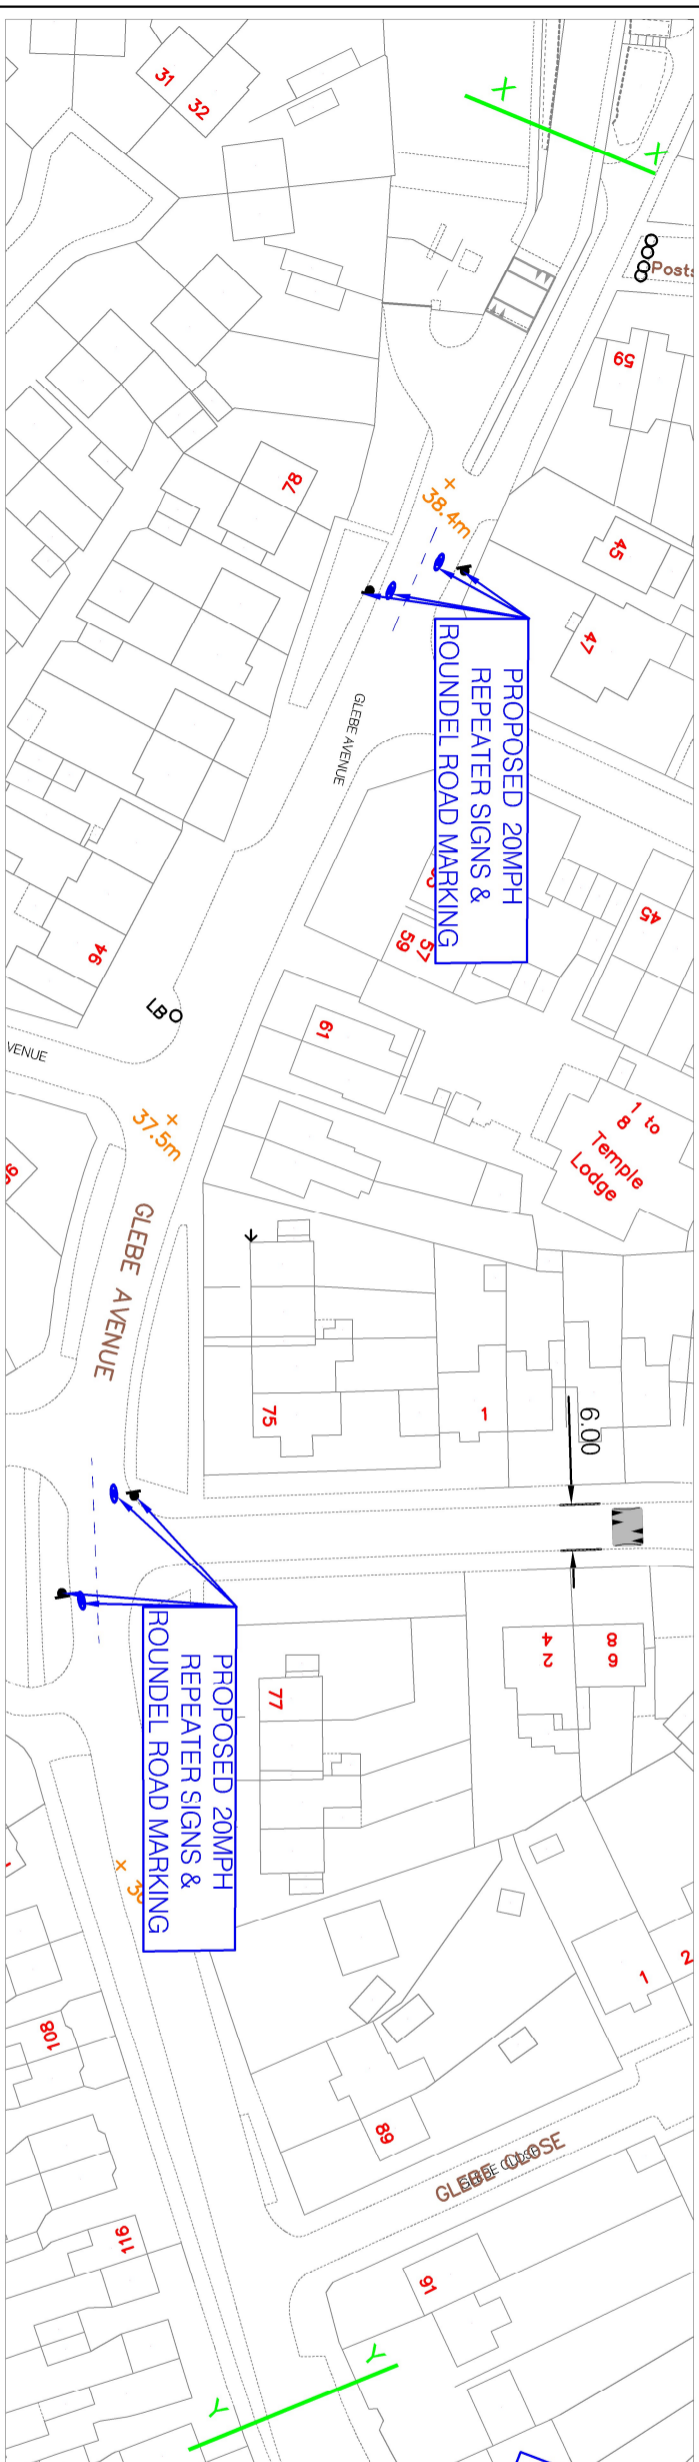 31
32
X
X
Posts
59
78
+
38.4m
45
47
PROPOSED 20MPH
REPEATER SIGNS &
ROUNDEL ROAD MARKING
GLEBE AVENUE
57
59
45
94
LB
61
VENUE
+
37.5m
1 to
8
Temple
Lodge
GLEBE AVENUE
75
1
6.00
2 4
6 8
77
PROPOSED 20MPH
REPEATER SIGNS &
ROUNDEL ROAD MARKING
+
1
2
108
89
GLEBE CLOSE
GLEBE CLOSE
116
91
Y
Y